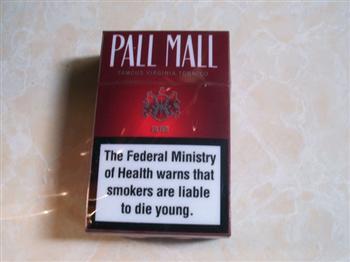 PALL MALL
FAMOUS VIRGINIA TOBACCO
The Federal Ministry
of Health warns that
smokers are liable
to die young.